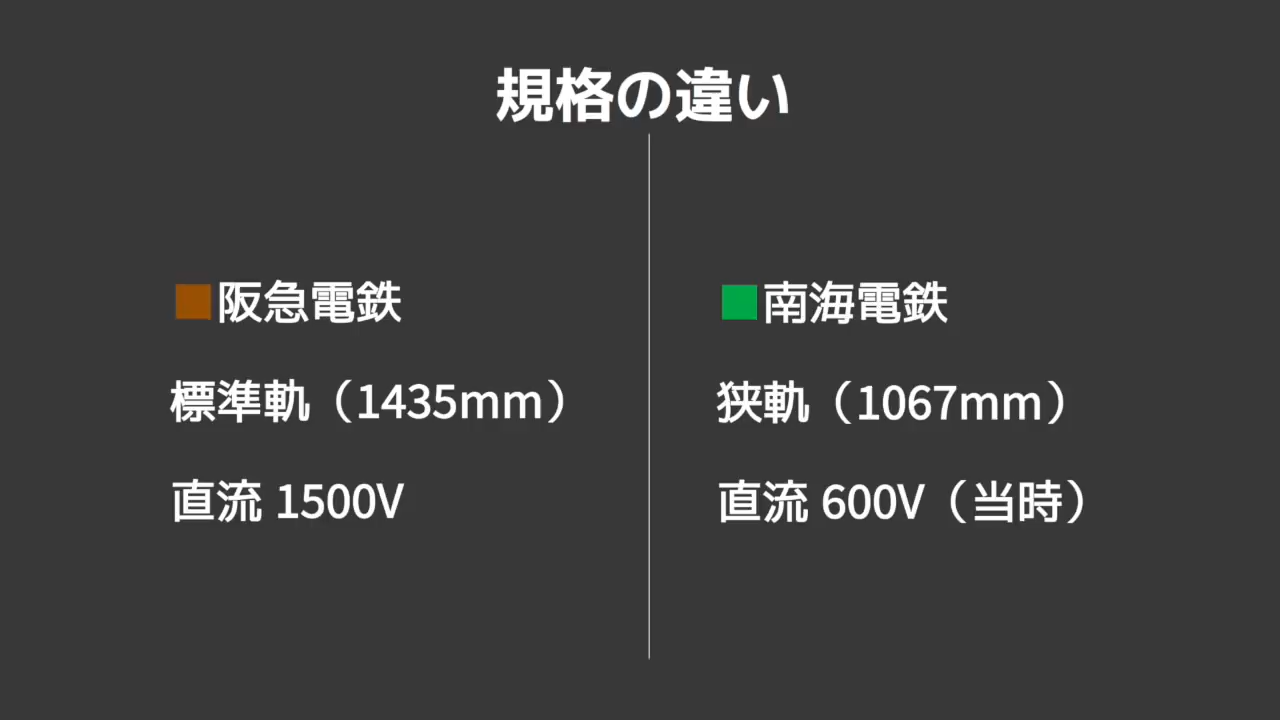 規格の違い
阪急電鉄
標準軌（1435mm）
直流 1500V
南海電鉄
狭軌（1067mm）
直流 600V（当時）